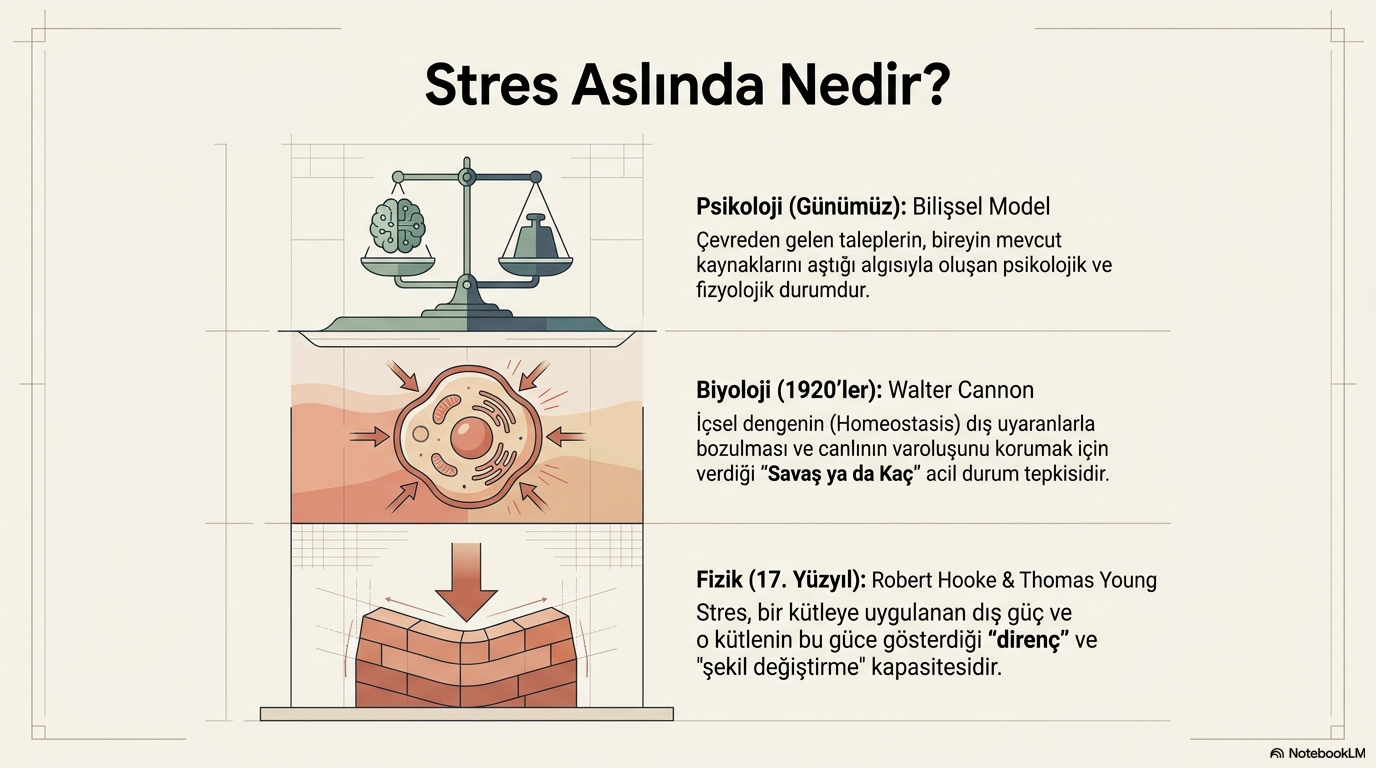 Stres Aslında Nedir?
Psikoloji (Günümüz): Bilişsel Model
Çevreden gelen taleplerin, bireyin mevcut
kaynaklarını aştığı algısıyla oluşan psikolojik ve
fizyolojik durumdur.
Biyoloji (1920’ler): Walter Cannon
İçsel dengenin (Homeostasis) dış uyaranlarla
bozulması ve canlının varoluşunu korumak için
verdiği “Savaş ya da Kaç” acil durum tepkisidir.
Fizik (17. Yüzyıl): Robert Hooke & Thomas Young
Stres, bir kütleye uygulanan dış güç ve
o kütlenin bu güce gösterdiği “direnç” ve
"şekil değiştirme" kapasitesidir.
NotebookLM